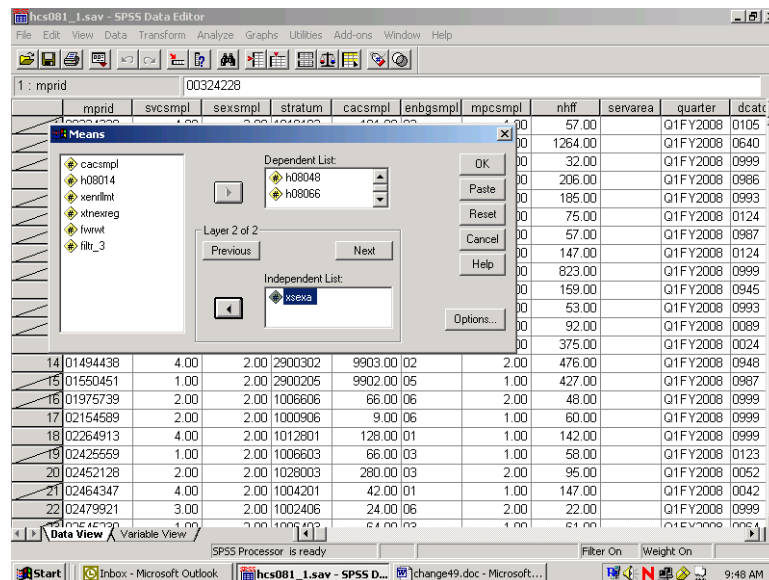 hcs081_1.sav - SPSS Data Editor
File Edit View Data Transform Analyze Graphs Utilities Add-ons Window Help
1 : mprid 00324228
mprid svcsmpl sexsmpl stratum cacsmpl enbgsmpl mpcsmpl nhff servarea quarter dcatc
57.00 Q1FY2008 0105
Means
1264.00 Q1FY2008 0640
32.00 Q1FY2008 0999
206.00 Q1FY2008 0986
185.00 Q1FY2008 0993
75.00 Q1FY2008 0124
57.00 Q1FY2008 0987
147.00 Q1FY2008 0124
823.00 Q1FY2008 0999
159.00 Q1FY2008 0945
53.00 Q1FY2008 0993
92.00 Q1FY2008 0089
375.00 Q1FY2008 0024
cacsmpl
h08014
xenrllmt
xtnexreg
fwrwt
filtr_3
Dependent List:
h08048
h08066
Layer 2 of 2
Previous Next
Independent List:
xsexa
OK
Paste
Reset
Cancel
Help
Options...
14 01494438 4.00 2.00 2900302 9903.00 02 2.00 476.00 Q1FY2008 0948
15 01550451 1.00 2.00 2900205 9902.00 05 1.00 427.00 Q1FY2008 0987
16 01975739 2.00 2.00 1006606 66.00 06 2.00 48.00 Q1FY2008 0999
17 02154589 2.00 2.00 1000906 9.00 06 1.00 60.00 Q1FY2008 0999
18 02264913 4.00 2.00 1012801 128.00 01 1.00 142.00 Q1FY2008 0999
19 02425559 1.00 2.00 1006603 66.00 03 1.00 58.00 Q1FY2008 0123
20 02452128 2.00 2.00 1028003 280.00 03 2.00 95.00 Q1FY2008 0052
21 02464347 4.00 2.00 1004201 42.00 01 1.00 147.00 Q1FY2008 0042
22 02479921 3.00 2.00 1002406 24.00 06 2.00 22.00 Q1FY2008 0999
Data View Variable View
SPSS Processor is ready Filter On Weight On
Start Inbox - Microsoft Outlook hcs081_1.sav - SPSS D... change49.doc - Microsoft... 9:48 AM